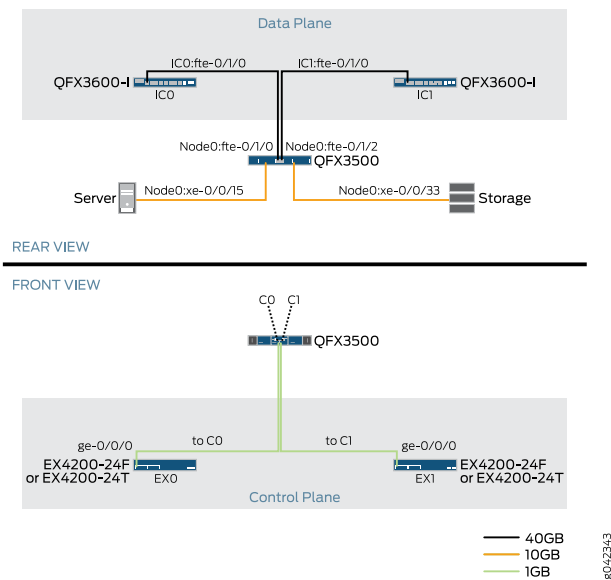 Data Plane
IC0:fte-0/1/0
IC1:fte-0/1/0
QFX3600-I
IC0
IC1
QFX3600-I
Node0:fte-0/1/0
Node0:fte-0/1/2
QFX3500
Server
Node0:xe-0/0/15
Node0:xe-0/0/33
Storage
REAR VIEW
FRONT VIEW
C0
C1
QFX3500
ge-0/0/0
to C0
to C1
ge-0/0/0
EX4200-24F
or EX4200-24T
EX0
EX1
EX4200-24F
or EX4200-24T
Control Plane
40GB
10GB
1GB
g042343